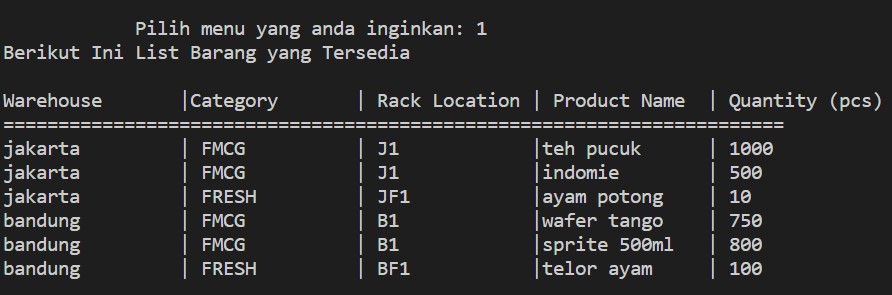 Pilih menu yang anda inginkan: 1
Berikut Ini List Barang yang Tersedia
Warehouse       |Category       | Rack Location | Product Name  | Quantity (pcs)
=======================================================================
jakarta         | FMCG          | J1            |teh pucuk      | 1000
jakarta         | FMCG          | J1            |indomie        | 500
jakarta         | FRESH         | JF1           |ayam potong    | 10
bandung         | FMCG          | B1            |wafer tango    | 750
bandung         | FMCG          | B1            |sprite 500ml   | 800
bandung         | FRESH         | BF1           |telor ayam     | 100